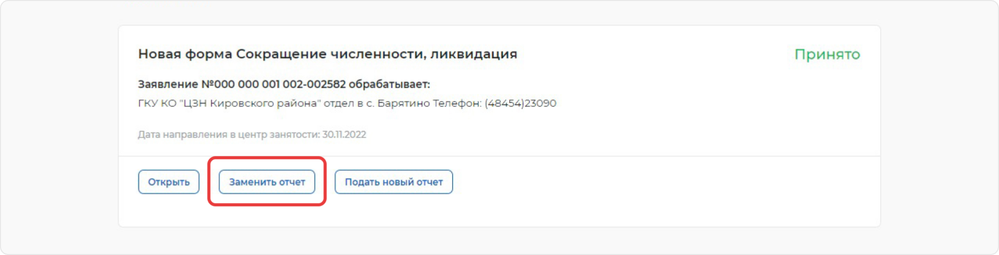 Новая форма Сокращение численности, ликвидация
Принято
Заявление №000 000 001 002-002582 обрабатывает:
ГКУ КО "ЦЗН Кировского района" отдел в с. Барятино Телефон: (48454)23090
Дата направления в центр занятости: 30.11.2022
Открыть
Заменить отчет
Подать новый отчет